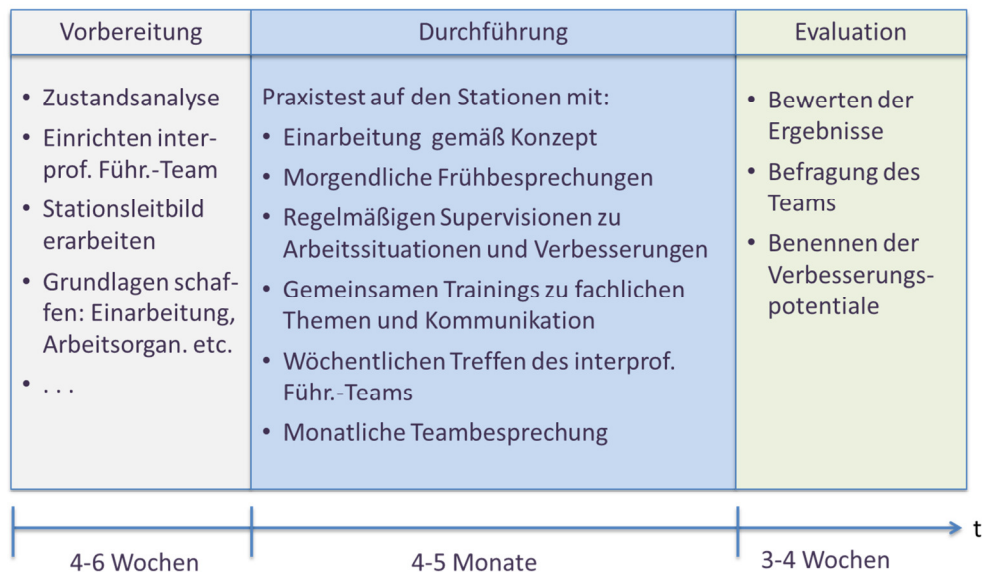 Vorbereitung
• Zustandsanalyse
• Einrichten inter-
prof. Führ.-Team
• Stationsleitbild
erarbeiten
• Grundlagen schaf-
fen: Einarbeitung,
Arbeitsorgan. etc.
• . . .
Durchführung
Praxistest auf den Stationen mit:
• Einarbeitung gemäß Konzept
• Morgendliche Frühbesprechungen
• Regelmäßigen Supervisionen zu
Arbeitssituationen und Verbesserungen
• Gemeinsamen Trainings zu fachlichen
Themen und Kommunikation
• Wöchentlichen Treffen des interprof.
Führ.-Teams
• Monatliche Teambesprechung
Evaluation
• Bewerten der
Ergebnisse
• Befragung des
Teams
• Benennen der
Verbesserungs-
potentiale
t
4-6 Wochen
4-5 Monate
3-4 Wochen